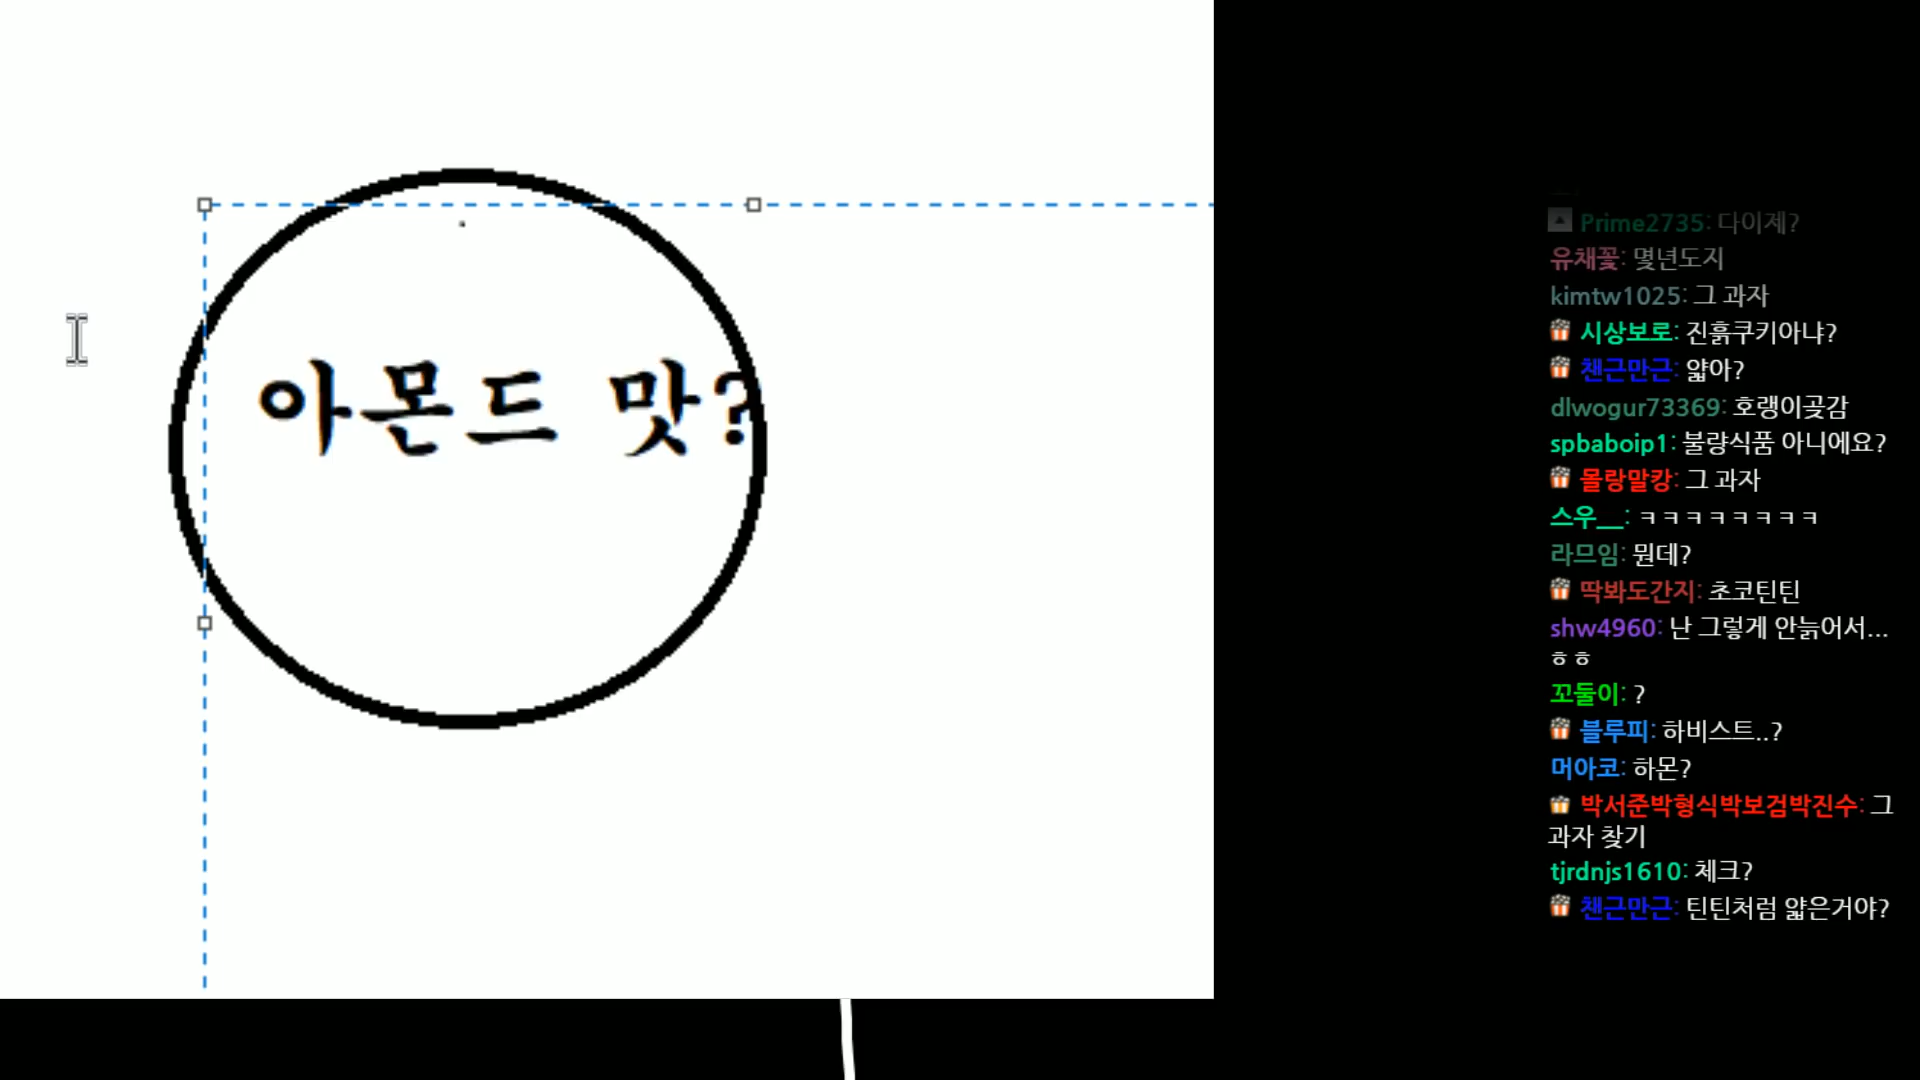 아몬드 맛?
Prime2735: 다이제?
유채꽃: 몇년도지
kimtw1025: 그 과자
시상보로: 진흙쿠키아냐?
챈근만근: 얇아?
dlwogur73369: 호랭이곶감
spbaboip1: 불량식품 아니에요?
몰랑말캉: 그 과자
스우__: ㅋㅋㅋㅋㅋㅋㅋㅋ
라므임: 뭔데?
딱봐도간지: 초코틴틴
shw4960: 난 그렇게 안늙어서...
ㅎㅎ
꼬둘이: ?
블루피: 하비스트..?
머아코: 하몬?
박서준박형식박보검박진수: 그
과자 찾기
tjrdnjs1610: 체크?
챈근만근: 틴틴처럼 얇은거야?